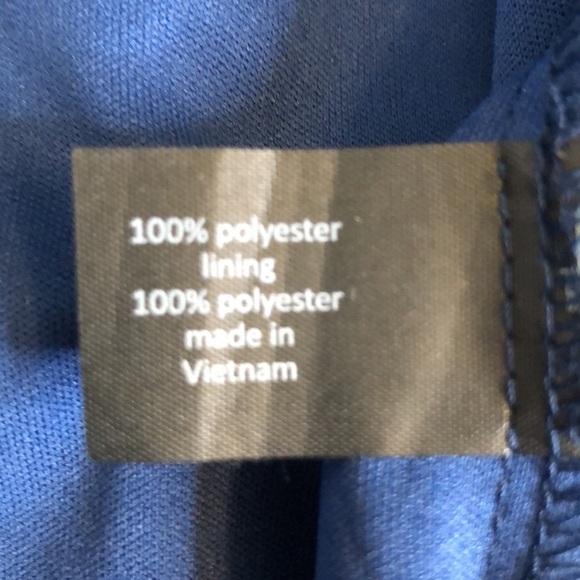 100% polyester
lining
100% polyester
made in
Vietnam